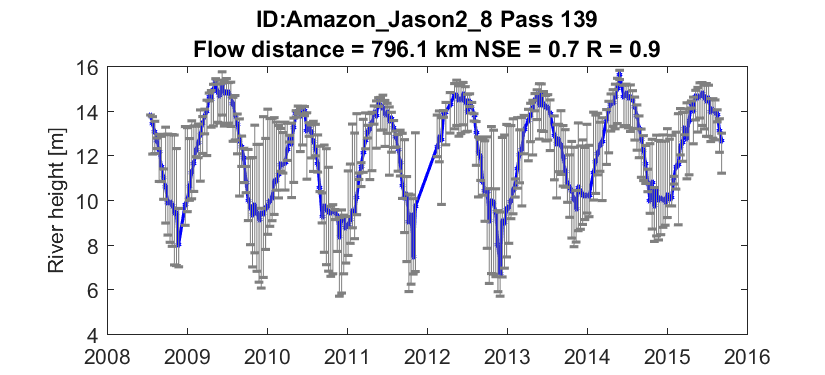 ID:Amazon_Jason2_8 Pass 139
Flow distance = 796.1 km NSE = 0.7 R = 0.9
River height [m]
16
14
12
10
8
6
4
2008 2009 2010 2011 2012 2013 2014 2015 2016